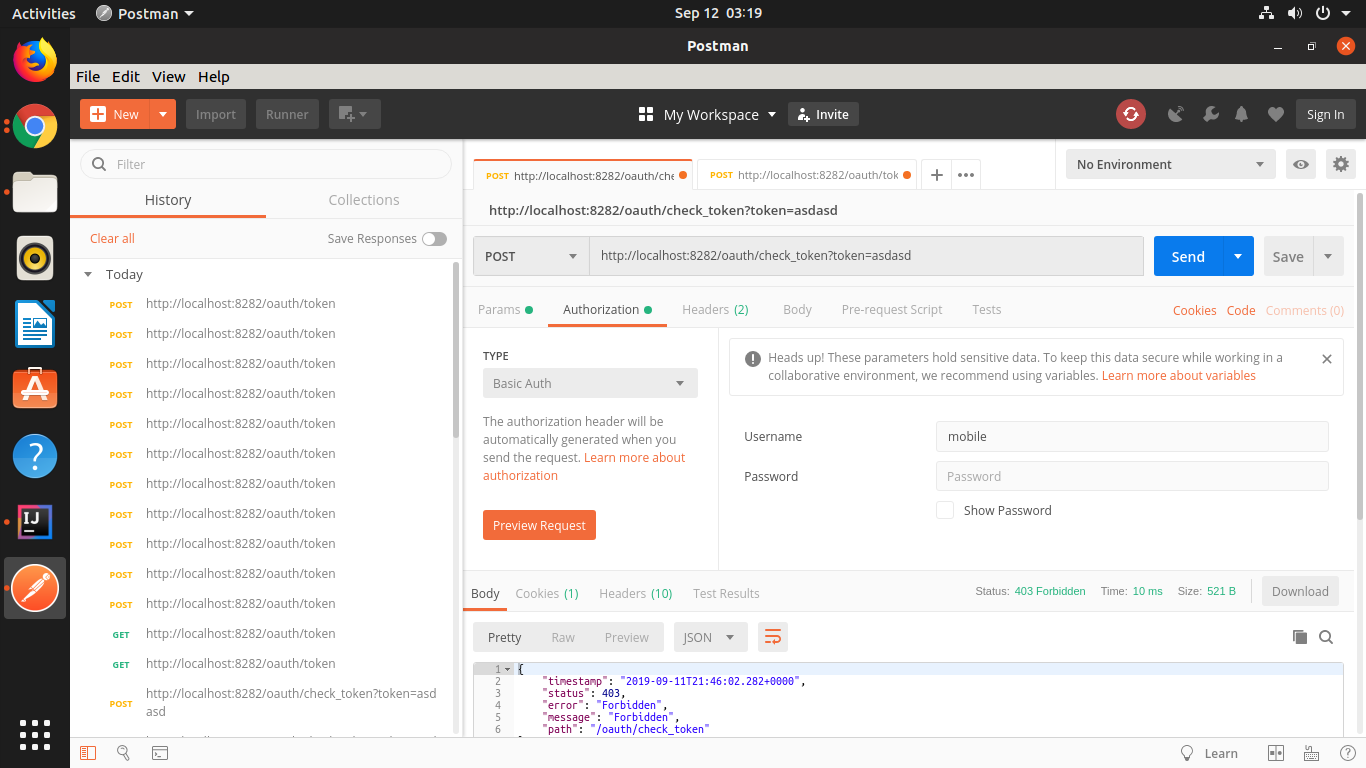 Activities
Postman
Sep 12 03:19
Postman
File Edit View Help
New
Import
Runner
My Workspace
Invite
Sign In
Filter
History
Collections
Clear all
Save Responses
Today
POST http://localhost:8282/oauth/token
POST http://localhost:8282/oauth/token
POST http://localhost:8282/oauth/token
POST http://localhost:8282/oauth/token
POST http://localhost:8282/oauth/token
POST http://localhost:8282/oauth/token
POST http://localhost:8282/oauth/token
POST http://localhost:8282/oauth/token
POST http://localhost:8282/oauth/token
POST http://localhost:8282/oauth/token
POST http://localhost:8282/oauth/token
GET http://localhost:8282/oauth/token
GET http://localhost:8282/oauth/token
POST http://localhost:8282/oauth/check_token?token=asd
asd
POST http://localhost:8282/oauth/che
POST http://localhost:8282/oauth/tok
No Environment
http://localhost:8282/oauth/check_token?token=asdasd
POST
http://localhost:8282/oauth/check_token?token=asdasd
Send
Save
Params
Authorization
Headers (2)
Body
Pre-request Script
Tests
Cookies
Code
Comments (0)
TYPE
Basic Auth
The authorization header will be
automatically generated when you
send the request. Learn more about
authorization
Preview Request
Heads up! These parameters hold sensitive data. To keep this data secure while working in a
collaborative environment, we recommend using variables. Learn more about variables
Username
mobile
Password
Password
Show Password
Body
Cookies (1)
Headers (10)
Test Results
Status: 403 Forbidden
Time: 10 ms
Size: 521 B
Download
Pretty
Raw
Preview
JSON
1 {
2 "timestamp": "2019-09-11T21:46:02.282+0000",
3 "status": 403,
4 "error": "Forbidden",
5 "message": "Forbidden",
6 "path": "/oauth/check_token"
Learn